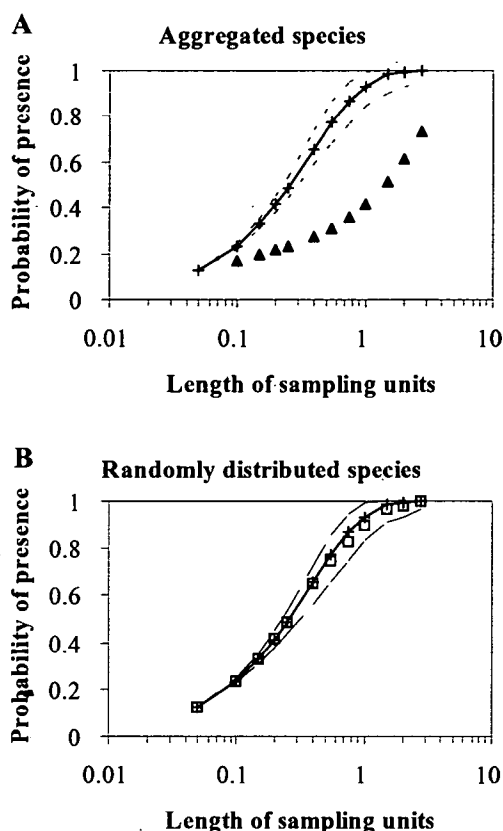 A
Aggregated species
Probability of presence
1
0.8
0.6
0.4
0.2
0
0.01
0.1
1
10
Length of sampling units
B
Randomly distributed species
Probability of presence
1
0.8
0.6
0.4
0.2
0
0.01
0.1
1
10
Length of sampling units